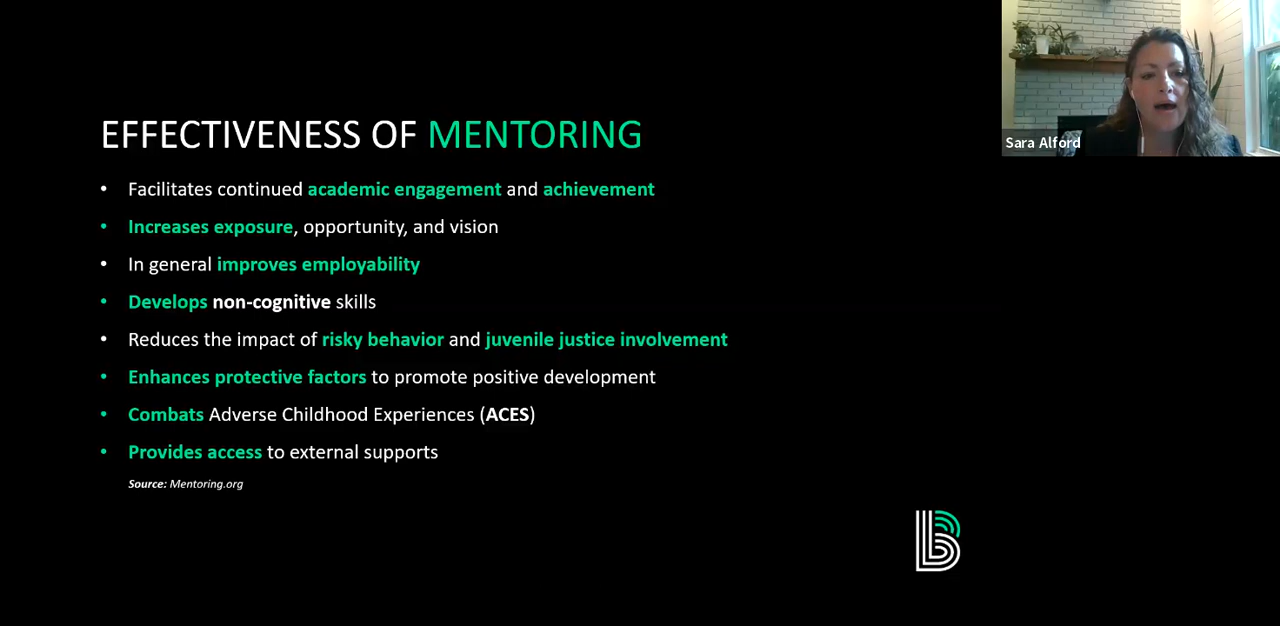 EFFECTIVENESS OF MENTORING
• Facilitates continued academic engagement and achievement
• Increases exposure, opportunity, and vision
• In general improves employability
• Develops non-cognitive skills
• Reduces the impact of risky behavior and juvenile justice involvement
• Enhances protective factors to promote positive development
• Combats Adverse Childhood Experiences (ACES)
• Provides access to external supports
Source: Mentoring.org
Sara Alford